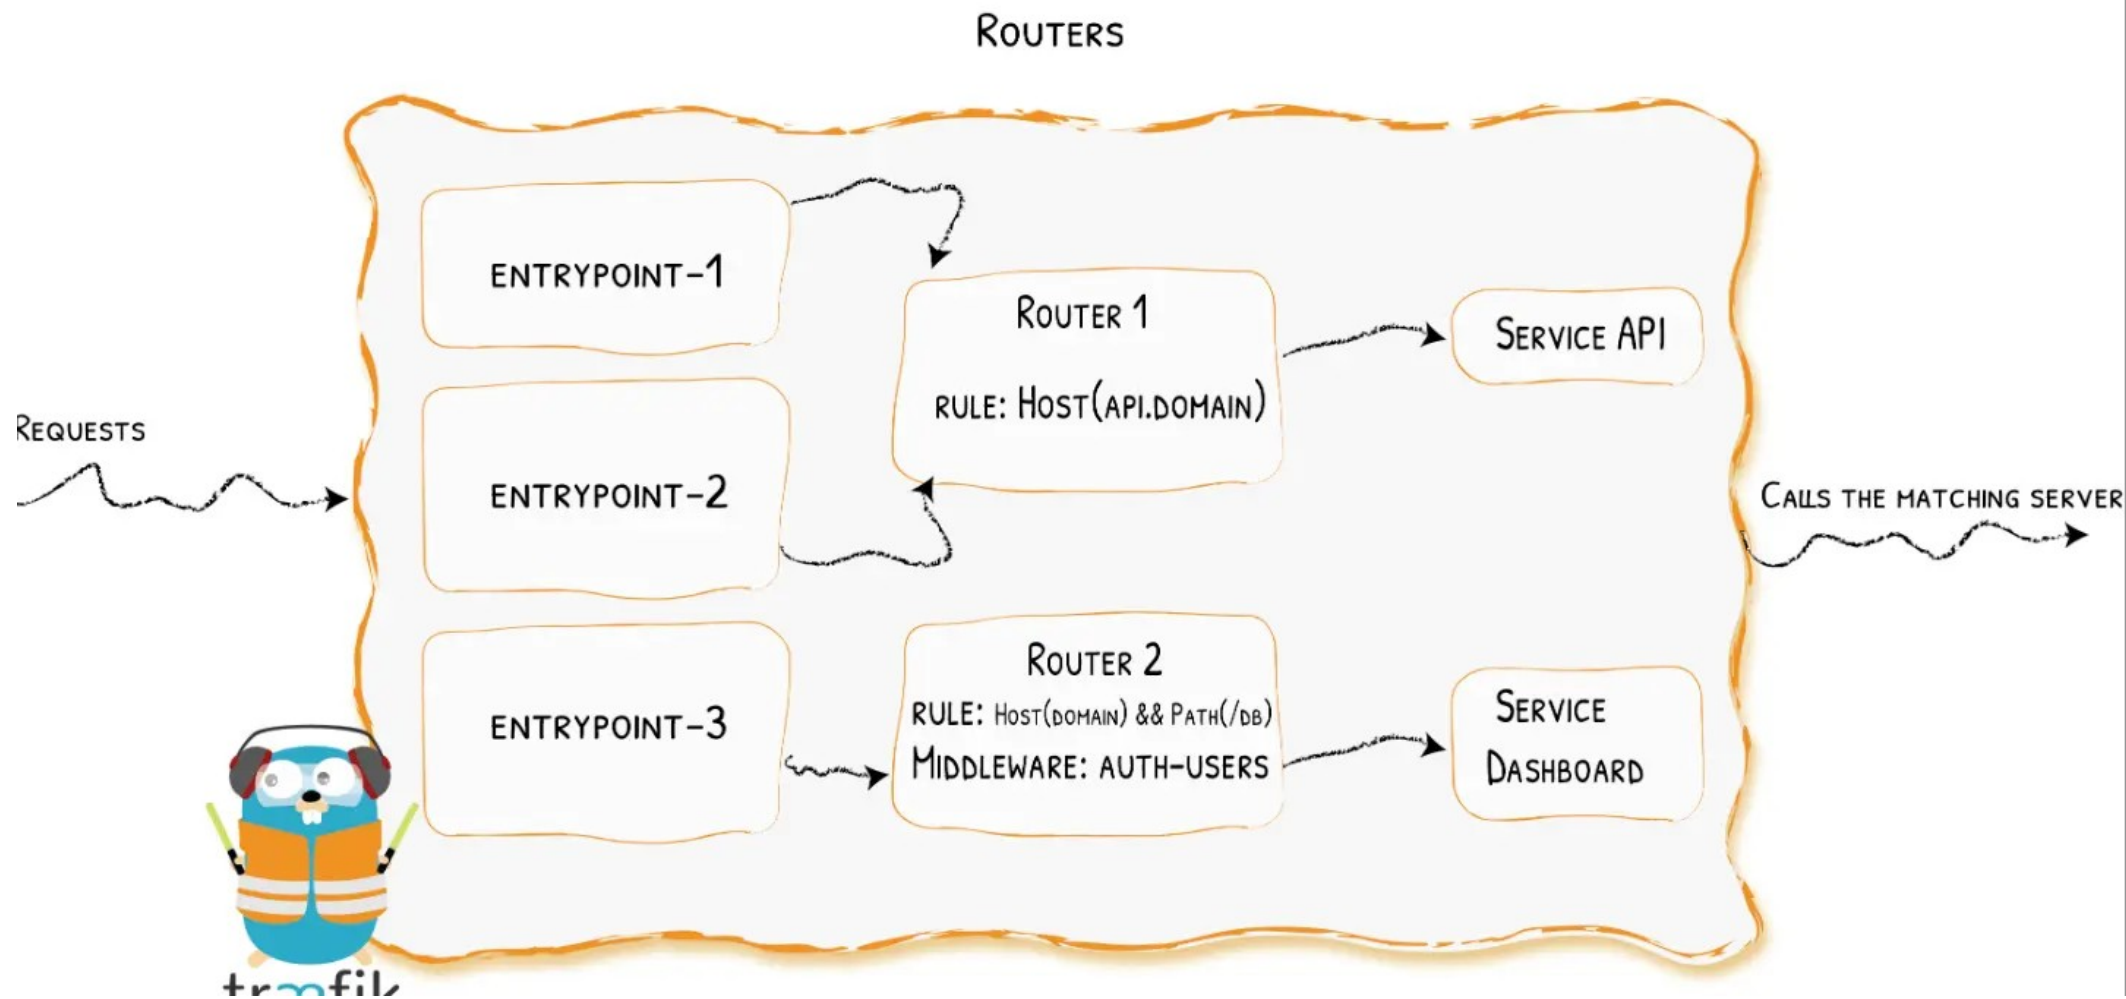 Routers
entrypoint-1
Router 1
rule: Host(api.domain)
Service API
Requests
entrypoint-2
Calls the matching server
entrypoint-3
Router 2
rule: Host(domain) && Path(/db)
Middleware: auth-users
Service
Dashboard
træfik